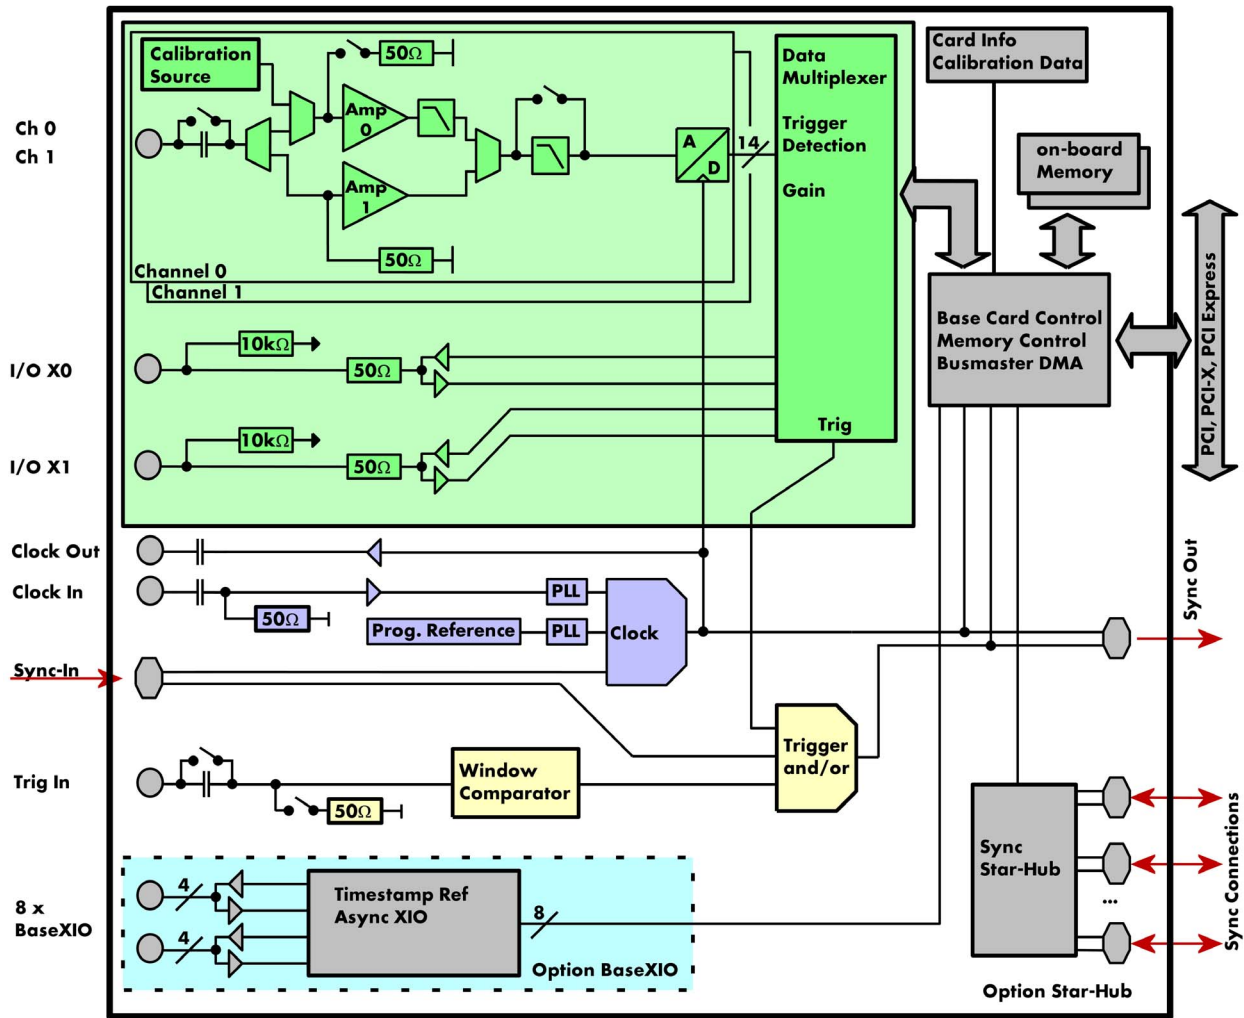 Calibration
Source
50Ω
Amp
0
Amp
1
50Ω
A
D
14
Channel 0
Channel 1
Data
Multiplexer
Trigger
Detection
Gain
Trig
Ch 0
Ch 1
Card Info
Calibration Data
on-board
Memory
Base Card Control
Memory Control
Busmaster DMA
PCI, PCI-X, PCI Express
I/O X0
10kΩ
50Ω
I/O X1
10kΩ
50Ω
Clock Out
Clock In
50Ω
PLL
Prog. Reference
PLL
Clock
Sync Out
Sync-In
Trig In
50Ω
Window
Comparator
Trigger
and/or
8 x
BaseXIO
4
4
Timestamp Ref
Async XIO
8
Option BaseXIO
Sync
Star-Hub
...
Sync Connections
Option Star-Hub